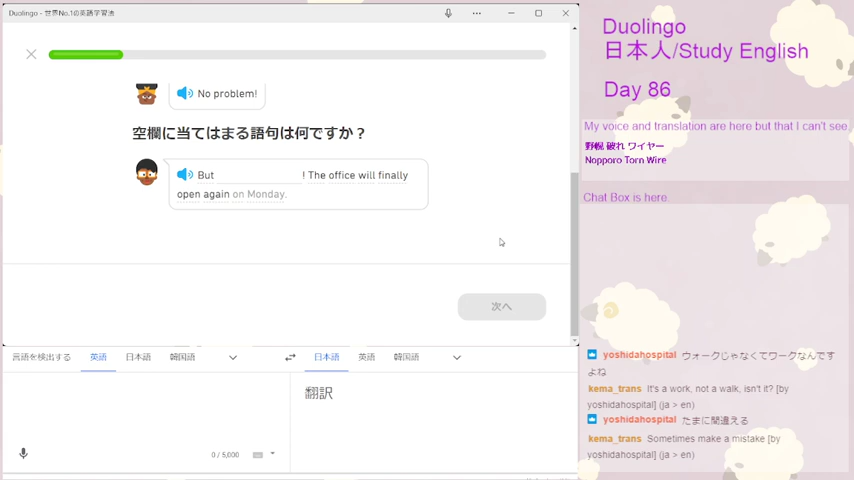 Duolingo - 世界No.1の英語学習法
No problem!
空欄に当てはまる語句は何ですか？
But ! The office will finally
open again on Monday.
次へ
言語を検出する 英語 日本語 韓国語
日本語 英語 韓国語
翻訳
0 / 5,000
Duolingo
日本人/Study English
Day 86
My voice and translation are here but that I can't see.
野幌 破れ ワイヤー
Nopporo Torn Wire
Chat Box is here.
yoshidahospital ウォークじゃなくてワークなんです
よね
kema_trans It's a work, not a walk, isn't it? [by
yoshidahospital] (ja > en)
yoshidahospital たまに間違える
kema_trans Sometimes make a mistake [by
yoshidahospital] (ja > en)